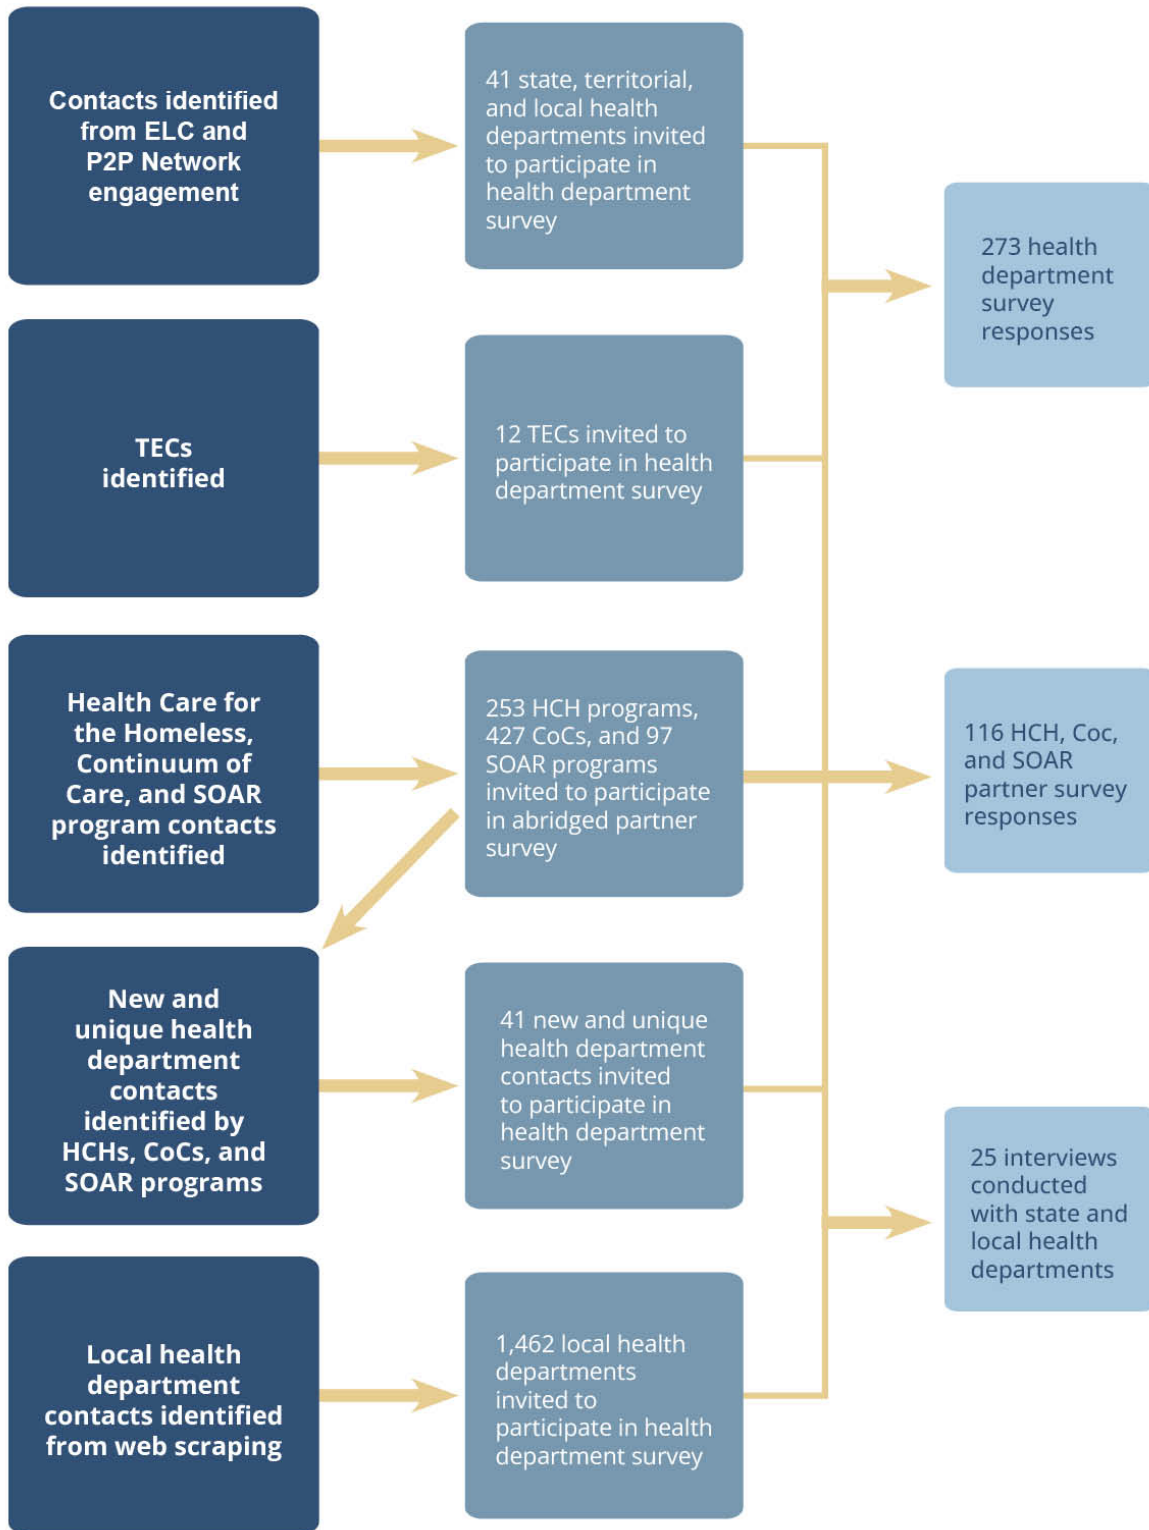 Contacts identified
from ELC and
P2P Network
engagement
41 state, territorial,
and local health
departments invited
to participate in
health department
survey
273 health
department
survey
responses
TECs
identified
12 TECs invited to
participate in health
department survey
Health Care for
the Homeless,
Continuum of
Care, and SOAR
program contacts
identified
253 HCH programs,
427 CoCs, and 97
SOAR programs
invited to participate
in abridged partner
survey
116 HCH, Coc,
and SOAR
partner survey
responses
New and
unique health
department
contacts
identified by
HCHs, CoCs, and
SOAR programs
41 new and unique
health department
contacts invited
to participate in
health department
survey
25 interviews
conducted
with state and
local health
departments
Local health
department
contacts identified
from web scraping
1,462 local health
departments
invited to
participate in health
department survey